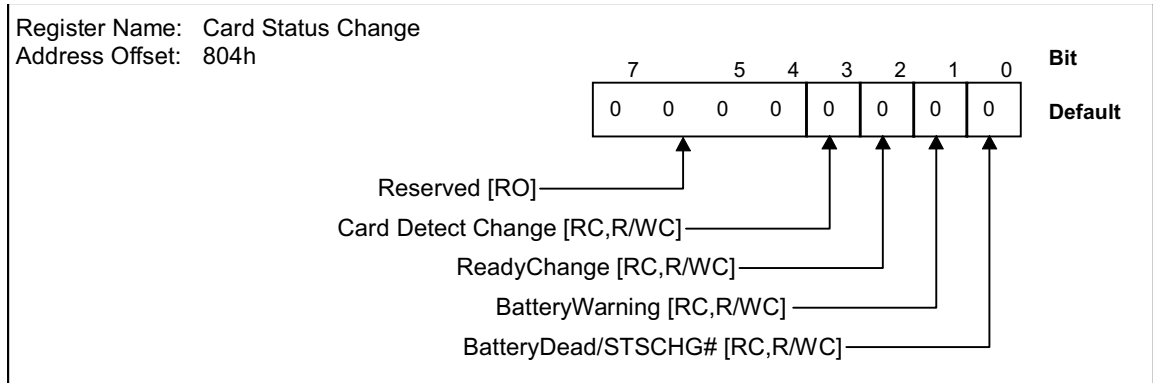 Register Name: Card Status Change
Address Offset: 804h
7 5 4 3 2 1 0 Bit
0 0 0 0 0 0 0 0 Default
Reserved [RO]
Card Detect Change [RC,R/WC]
ReadyChange [RC,R/WC]
BatteryWarning [RC,R/WC]
BatteryDead/STSCHG# [RC,R/WC]